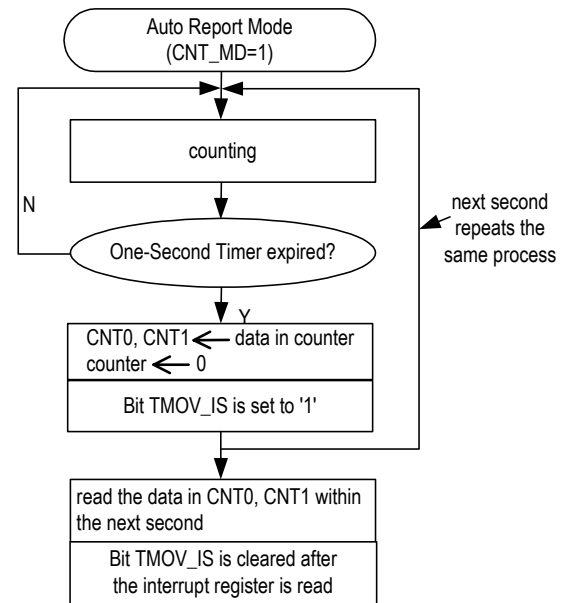 Auto Report Mode
(CNT_MD=1)
counting
N
next second
repeats the
same process
One-Second Timer expired?
Y
CNT0, CNT1 ← data in counter
counter ← 0
Bit TMOV_IS is set to '1'
read the data in CNT0, CNT1 within
the next second
Bit TMOV_IS is cleared after
the interrupt register is read